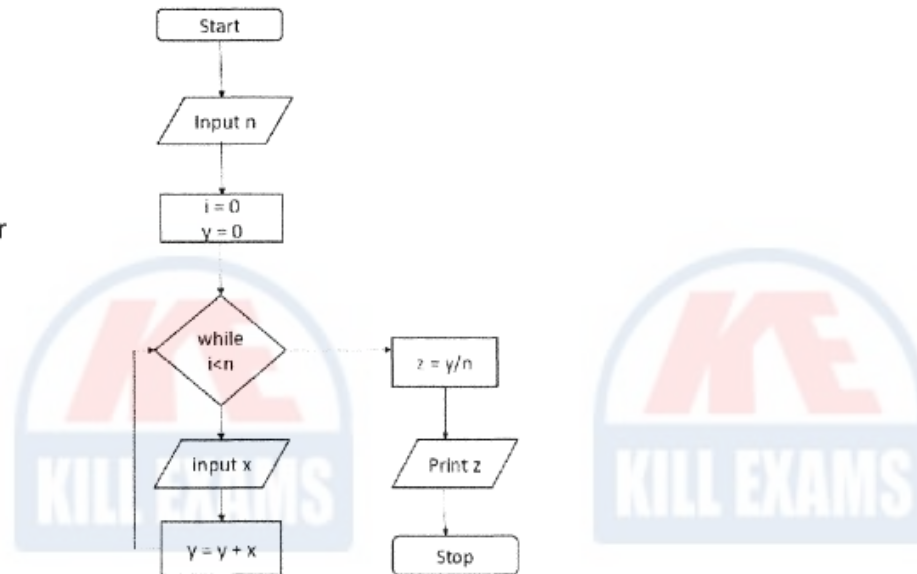 Start
Input n
i = 0
y = 0
r
while
i<n
z = y/n
input x
Print z
y = y + x
Stop
KILL EXAMS
KILL EXAMS